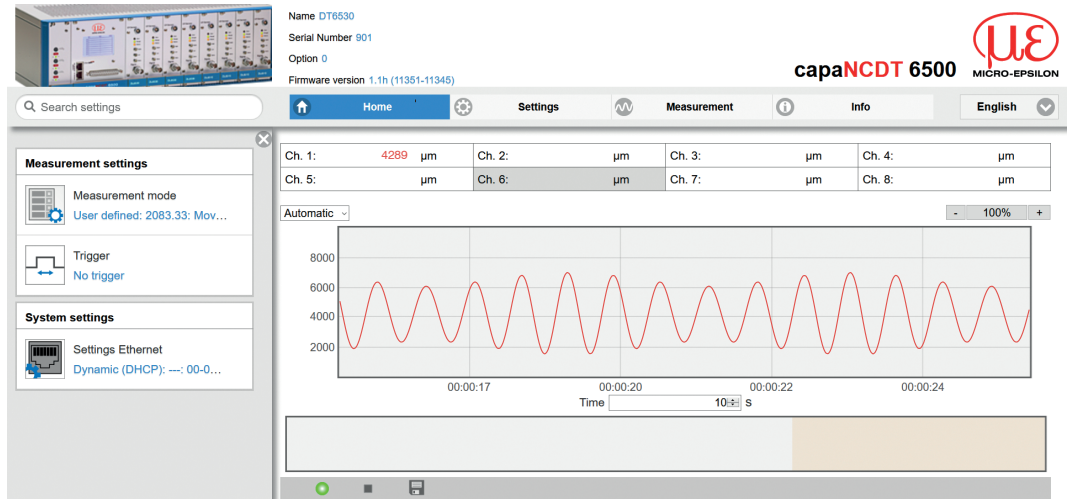 Name DT6530
Serial Number 901
Option 0
Firmware version 1.1h (11351-11345)
capaNCDT 6500
με
MICRO-EPSILON
Search settings
Home
Settings
Measurement
Info
English
Measurement settings
Measurement mode
User defined: 2083.33: Mov...
Trigger
No trigger
System settings
Settings Ethernet
Dynamic (DHCP): ---: 00-0...
Ch. 1: 4289 μm Ch. 2: μm Ch. 3: μm Ch. 4: μm
Ch. 5: μm Ch. 6: μm Ch. 7: μm Ch. 8: μm
Automatic
- 100% +
8000
6000
4000
2000
00:00:17 00:00:20 00:00:22 00:00:24
Time 10 s